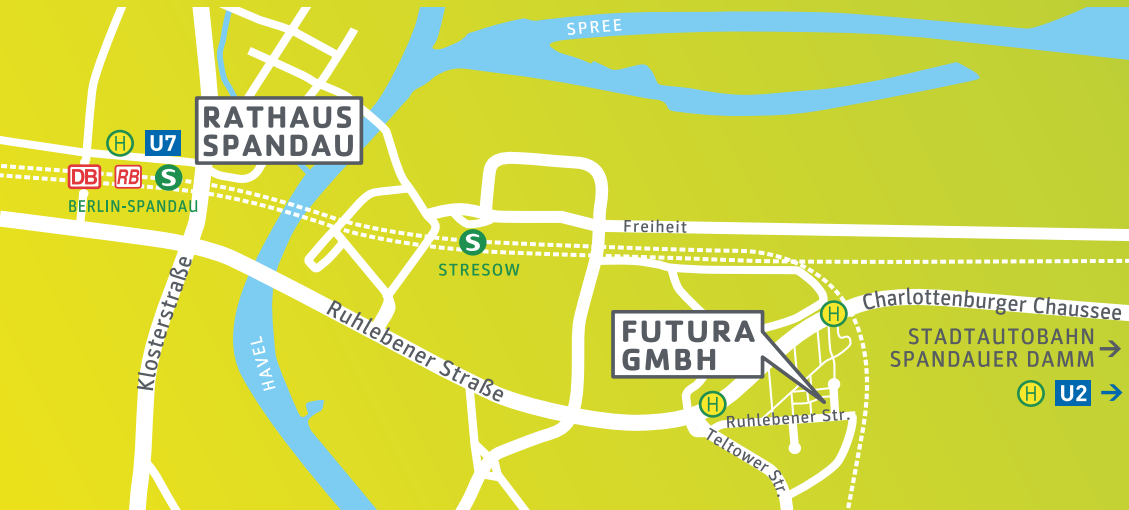 SPREE
RATHAUS
SPANDAU
H U7
DB RB S
BERLIN-SPANDAU
Freiheit
S
STRESOW
Klosterstraße
HAVEL
Ruhlebener Straße
H
Charlottenburger Chaussee
FUTURA
GMBH
STADTAUTOBAHN
SPANDAUER DAMM
H U2
H
Ruhlebener Str.
Teltower Str.